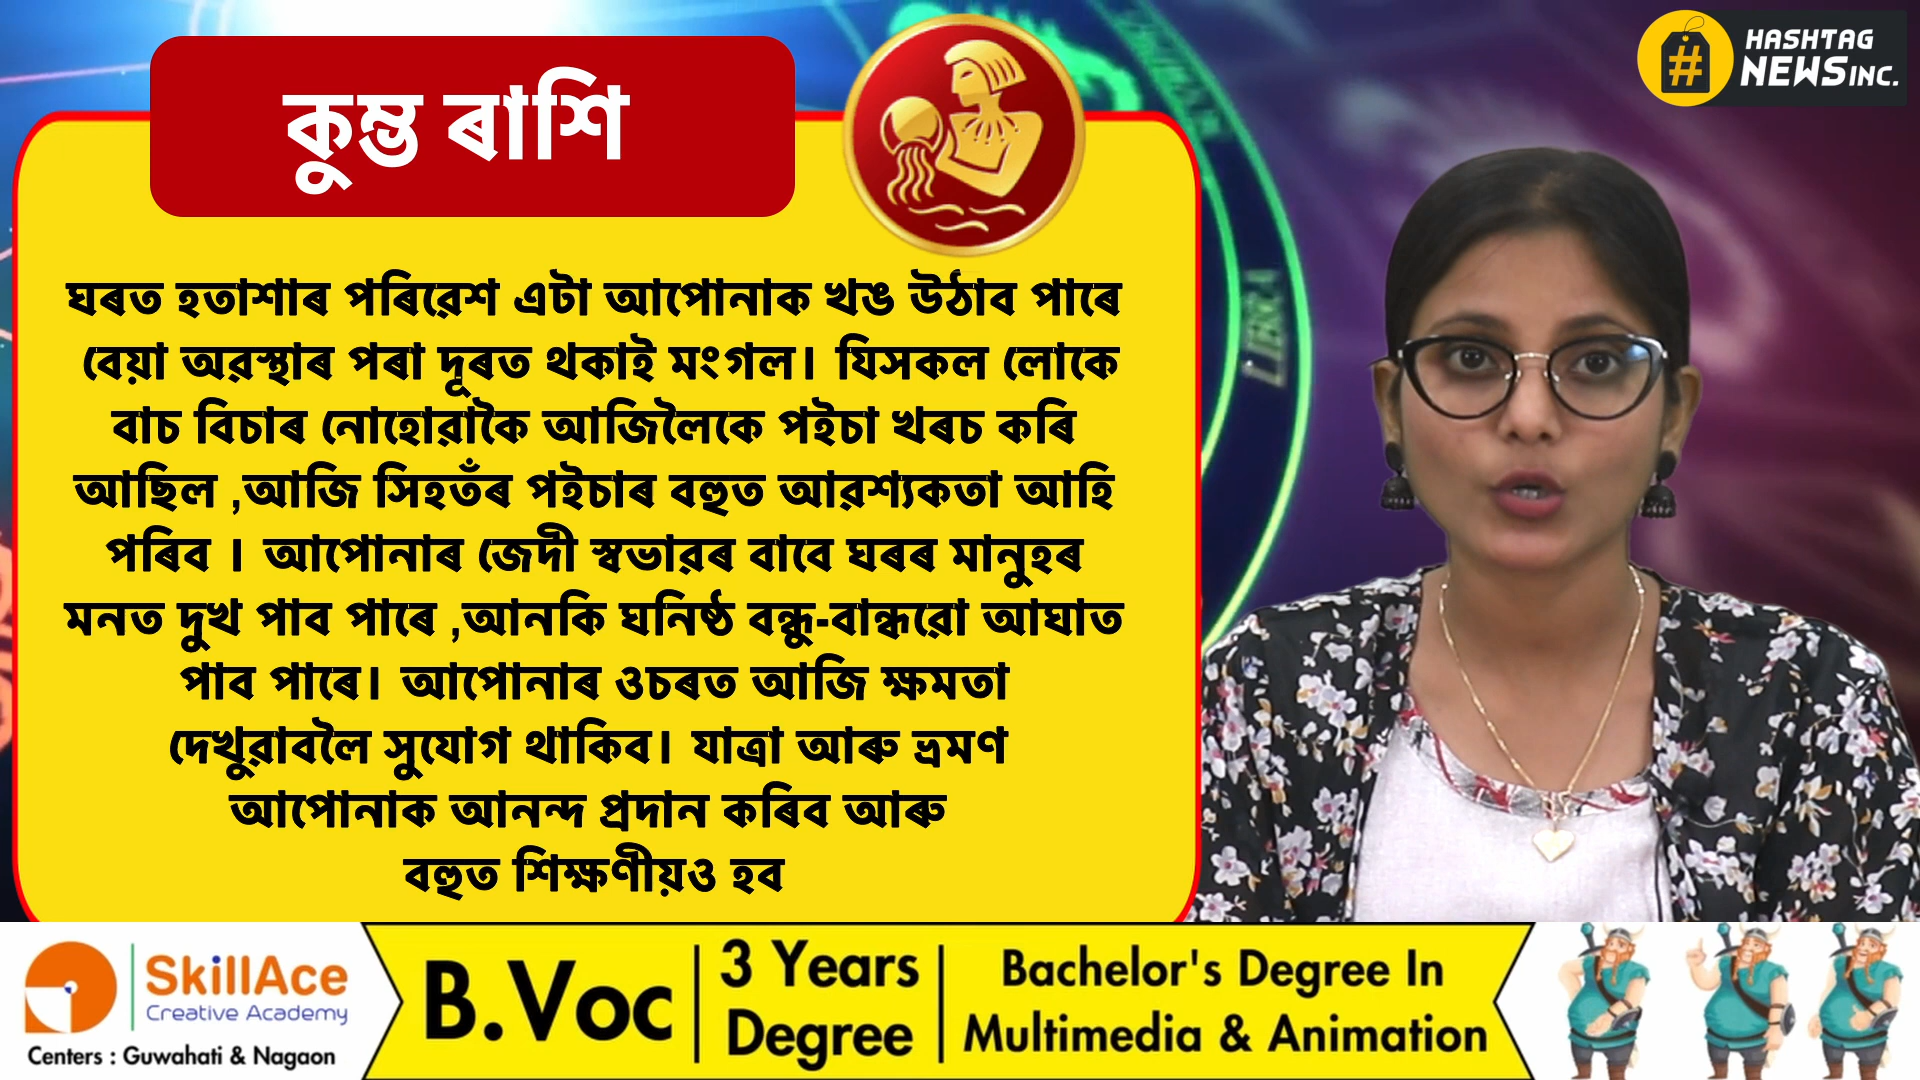 কুম্ভ ৰাশি
HASHTAG
NEWS INC.
ঘৰত হতাশাৰ পৰিৱেশ এটা আপোনাক খঙ উঠাব পাৰে
বেয়া অৱস্থাৰ পৰা দূৰত থকাই মংগল। যিসকল লোকে
বাচ বিচাৰ নোহোৱাকৈ আজিলৈকে পইচা খৰচ কৰি
আছিল ,আজি সিহতঁৰ পইচাৰ বহুত আৱশ্যকতা আহি
পৰিব । আপোনাৰ জেদী স্বভাৱৰ বাবে ঘৰৰ মানুহৰ
মনত দুখ পাব পাৰে ,আনকি ঘনিষ্ঠ বন্ধু-বান্ধৱো আঘাত
পাব পাৰে। আপোনাৰ ওচৰত আজি ক্ষমতা
দেখুৱাবলৈ সুযোগ থাকিব। যাত্ৰা আৰু ভ্ৰমণ
আপোনাক আনন্দ প্ৰদান কৰিব আৰু
বহুত শিক্ষণীয়ও হব
LIBRA
SkillAce
Creative Academy
Centers : Guwahati & Nagaon
B.Voc
3 Years
Degree
Bachelor's Degree In
Multimedia & Animation